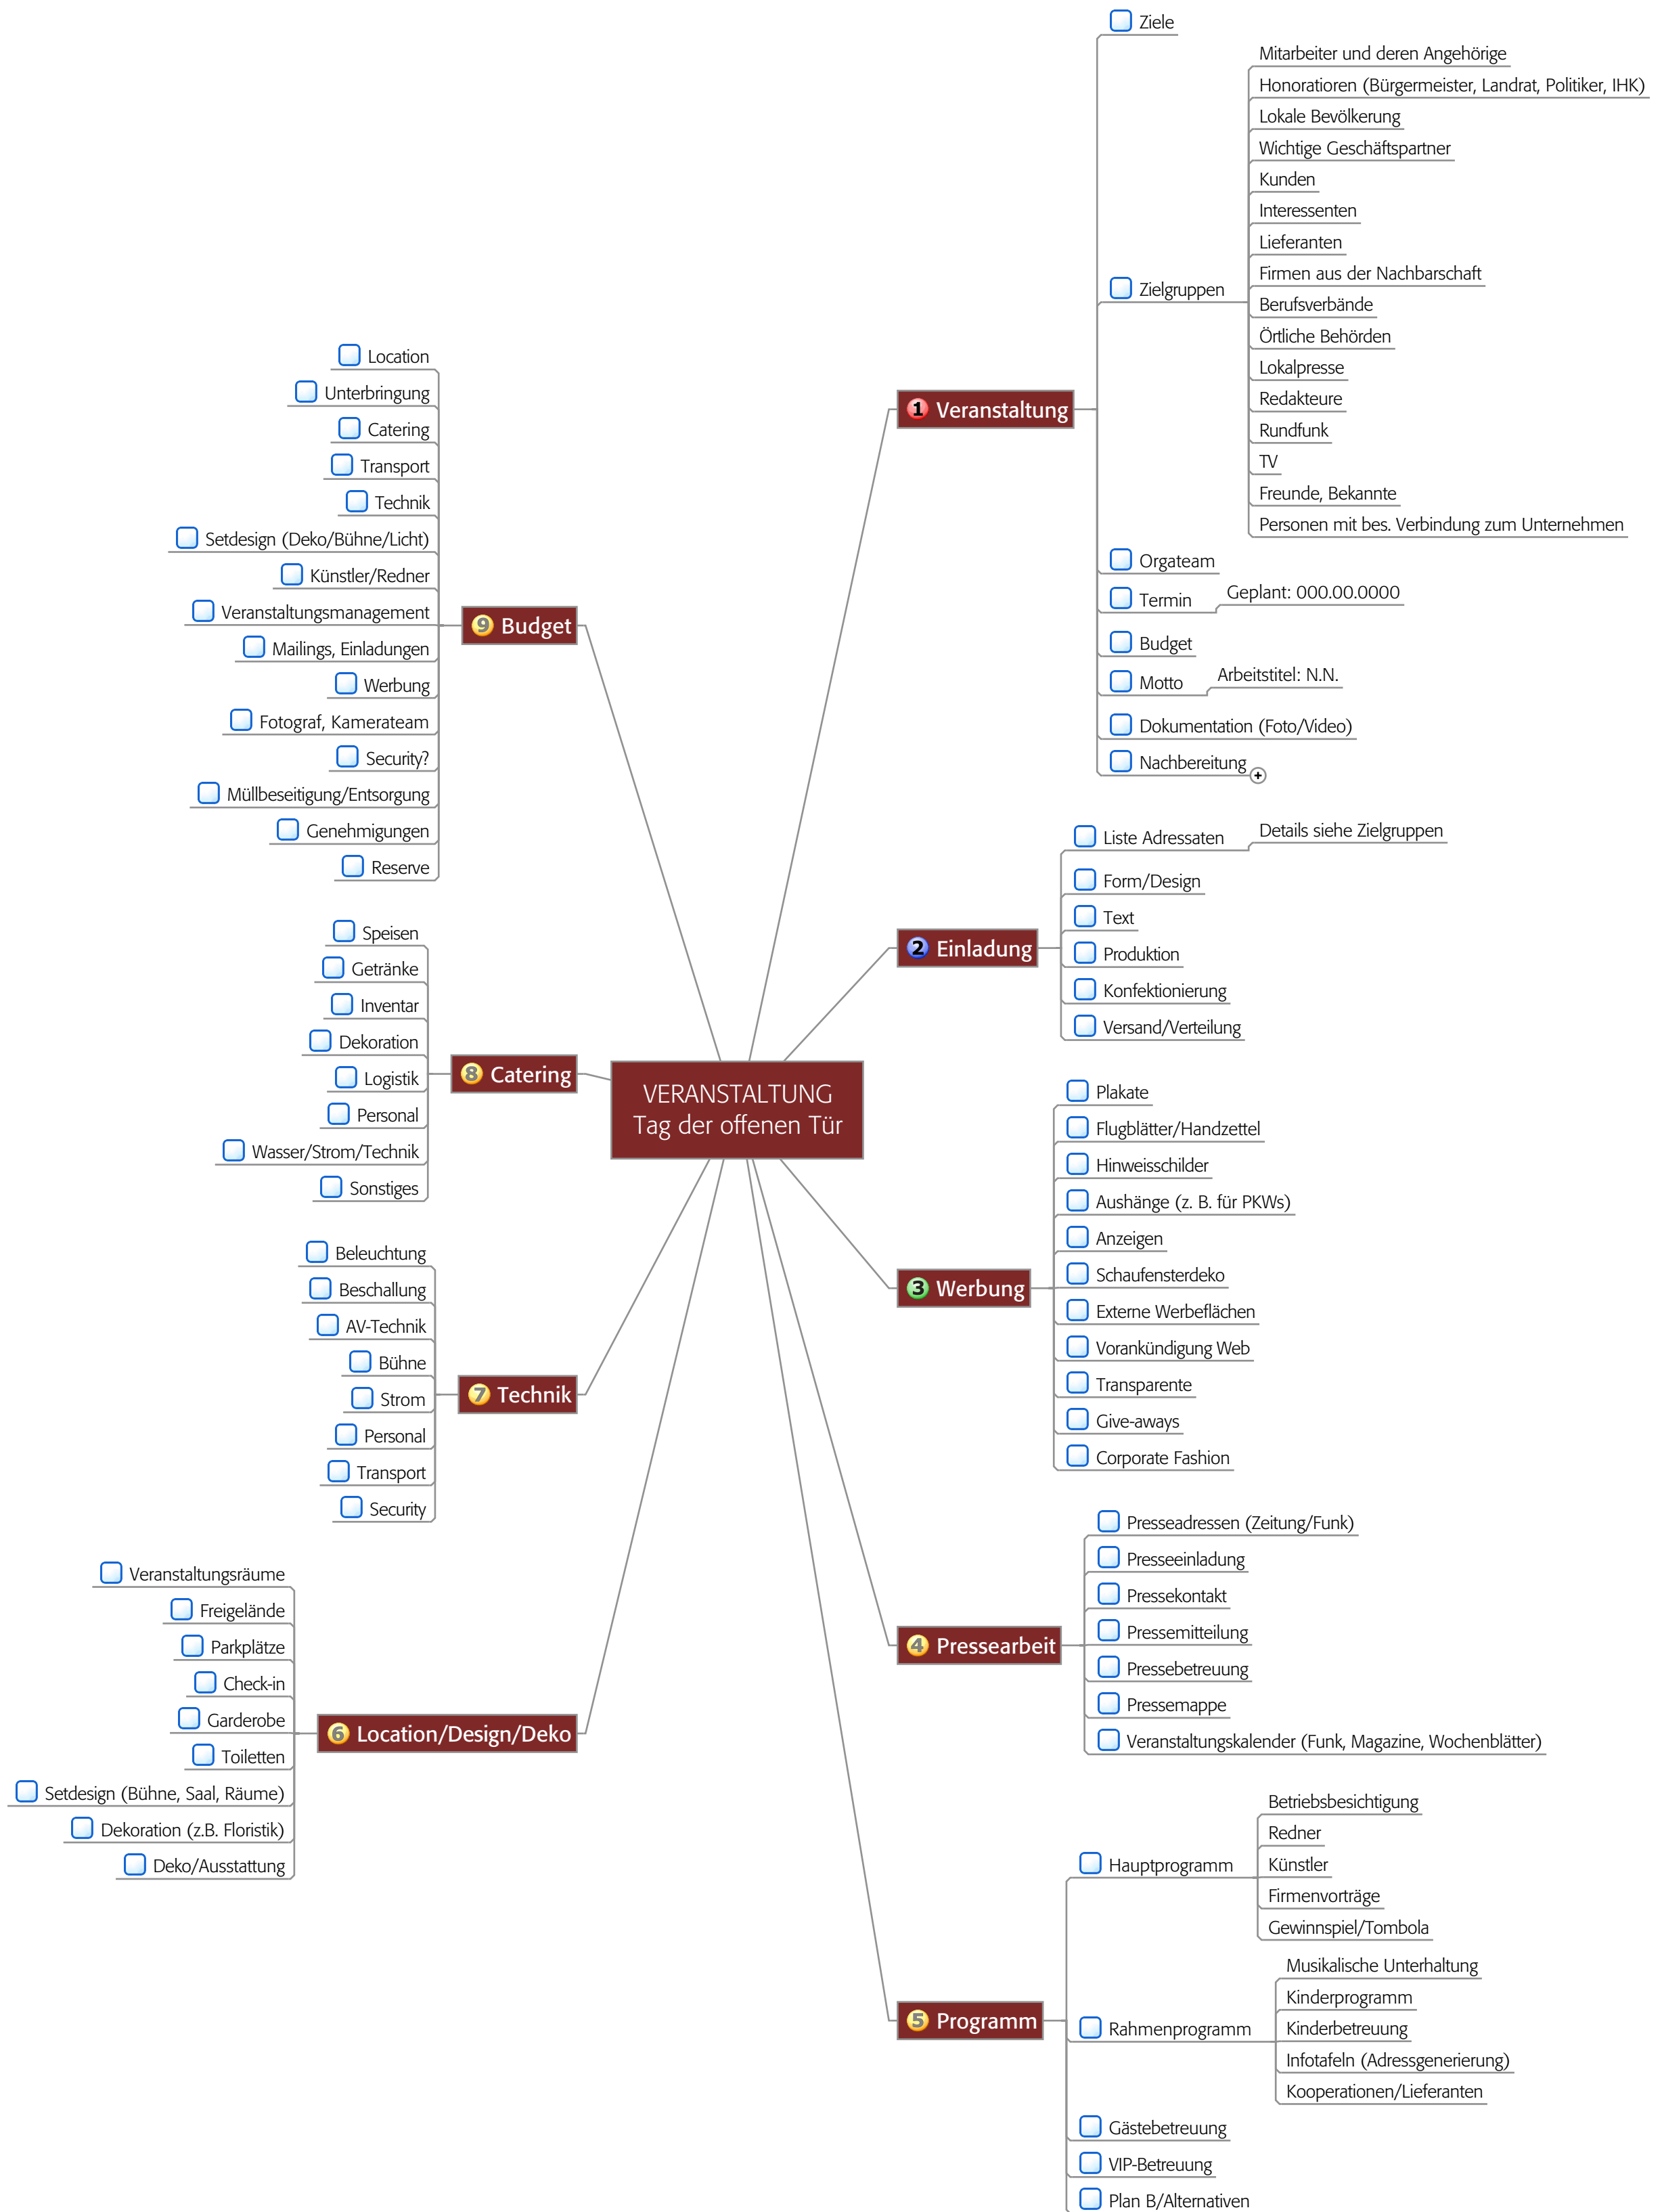 VERANSTALTUNG
Tag der offenen Tür
1 Veranstaltung
Ziele
Zielgruppen
Mitarbeiter und deren Angehörige
Honoratioren (Bürgermeister, Landrat, Politiker, IHK)
Lokale Bevölkerung
Wichtige Geschäftspartner
Kunden
Interessenten
Lieferanten
Firmen aus der Nachbarschaft
Berufsverbände
Örtliche Behörden
Lokalpresse
Redakteure
Rundfunk
TV
Freunde, Bekannte
Personen mit bes. Verbindung zum Unternehmen
Orgateam
Termin
Geplant: 000.00.0000
Budget
Motto
Arbeitstitel: N.N.
Dokumentation (Foto/Video)
Nachbereitung
2 Einladung
Liste Adressaten
Details siehe Zielgruppen
Form/Design
Text
Produktion
Konfektionierung
Versand/Verteilung
3 Werbung
Plakate
Flugblätter/Handzettel
Hinweisschilder
Aushänge (z. B. für PKWs)
Anzeigen
Schaufensterdeko
Externe Werbeflächen
Vorankündigung Web
Transparente
Give-aways
Corporate Fashion
4 Pressearbeit
Presseadressen (Zeitung/Funk)
Presseeinladung
Pressekontakt
Pressemitteilung
Pressebetreuung
Pressemappe
Veranstaltungskalender (Funk, Magazine, Wochenblätter)
5 Programm
Hauptprogramm
Betriebsbesichtigung
Redner
Künstler
Firmenvorträge
Gewinnspiel/Tombola
Rahmenprogramm
Musikalische Unterhaltung
Kinderprogramm
Kinderbetreuung
Infotafeln (Adressgenerierung)
Kooperationen/Lieferanten
Gästebetreuung
VIP-Betreuung
Plan B/Alternativen
6 Location/Design/Deko
Veranstaltungsräume
Freigelände
Parkplätze
Check-in
Garderobe
Toiletten
Setdesign (Bühne, Saal, Räume)
Dekoration (z.B. Floristik)
Deko/Ausstattung
7 Technik
Beleuchtung
Beschallung
AV-Technik
Bühne
Strom
Personal
Transport
Security
8 Catering
Speisen
Getränke
Inventar
Dekoration
Logistik
Personal
Wasser/Strom/Technik
Sonstiges
9 Budget
Location
Unterbringung
Catering
Transport
Technik
Setdesign (Deko/Bühne/Licht)
Künstler/Redner
Veranstaltungsmanagement
Mailings, Einladungen
Werbung
Fotograf, Kamerateam
Security?
Müllbeseitigung/Entsorgung
Genehmigungen
Reserve